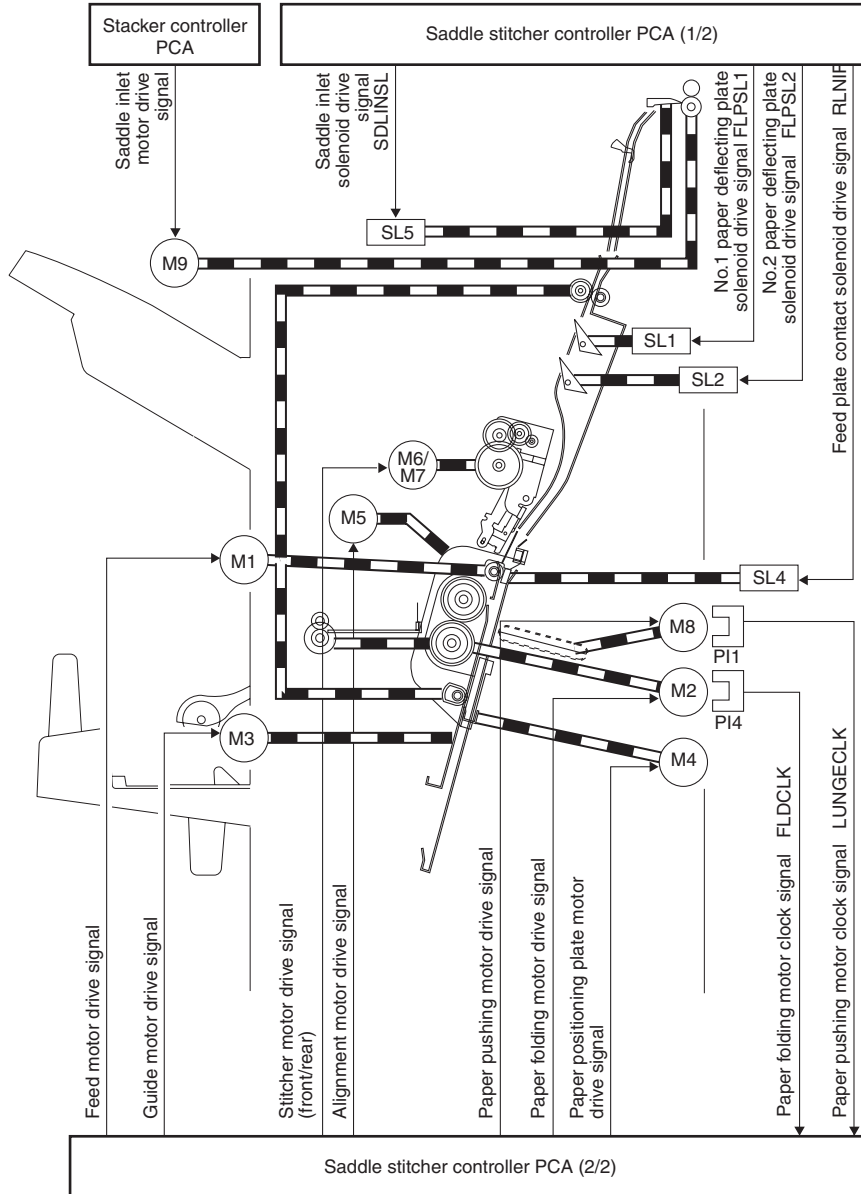 Stacker controller
PCA
Saddle stitcher controller PCA (1/2)
Saddle inlet
motor drive
signal
Saddle inlet
solenoid drive
signal
SDLINSL
No.1 paper deflecting plate
solenoid drive signal FLPSL1
No.2 paper deflecting plate
solenoid drive signal FLPSL2
Feed plate contact solenoid drive signal RLNIP
SL5
M9
SL1
SL2
M6/
M7
M5
M1
SL4
M8
PI1
M2
PI4
M3
M4
Feed motor drive signal
Guide motor drive signal
Stitcher motor drive signal
(front/rear)
Alignment motor drive signal
Paper pushing motor drive signal
Paper folding motor drive signal
Paper positioning plate motor
drive signal
Paper folding motor clock signal FLDCLK
Paper pushing motor clock signal LUNGECLK
Saddle stitcher controller PCA (2/2)